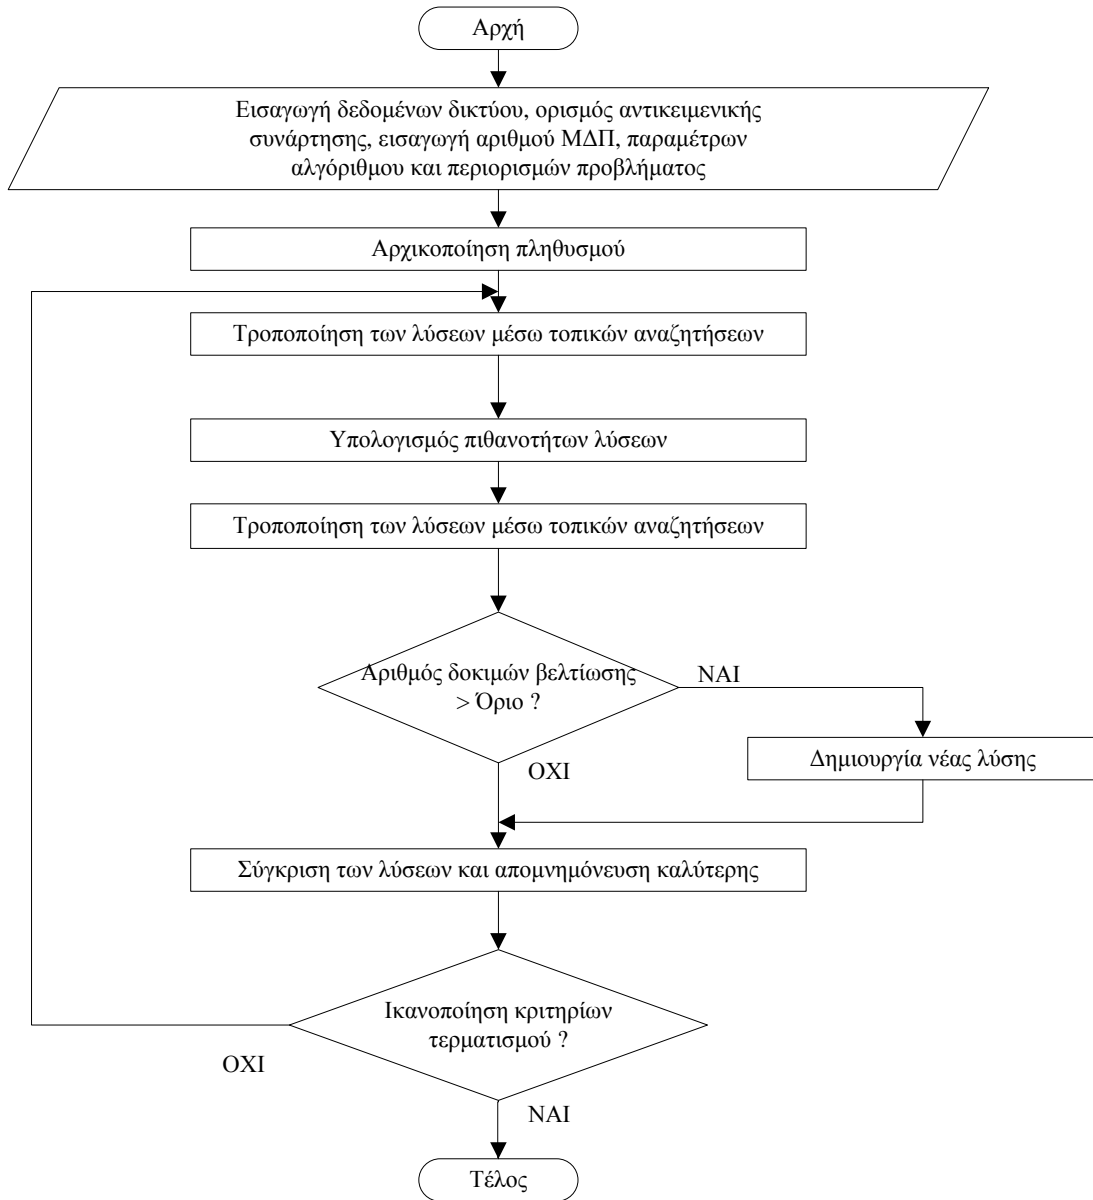 Αρχή
Εισαγωγή δεδομένων δικτύου, ορισμός αντικειμενικής
συνάρτησης, εισαγωγή αριθμού ΜΔΠ, παραμέτρων
αλγόριθμου και περιορισμών προβλήματος
Αρχικοποίηση πληθυσμού
Τροποποίηση των λύσεων μέσω τοπικών αναζητήσεων
Υπολογισμός πιθανοτήτων λύσεων
Τροποποίηση των λύσεων μέσω τοπικών αναζητήσεων
Αριθμός δοκιμών βελτίωσης
> Όριο ?
ΝΑΙ
Δημιουργία νέας λύσης
ΟΧΙ
Σύγκριση των λύσεων και απομνημόνευση καλύτερης
Ικανοποίηση κριτηρίων
τερματισμού ?
ΟΧΙ
ΝΑΙ
Τέλος